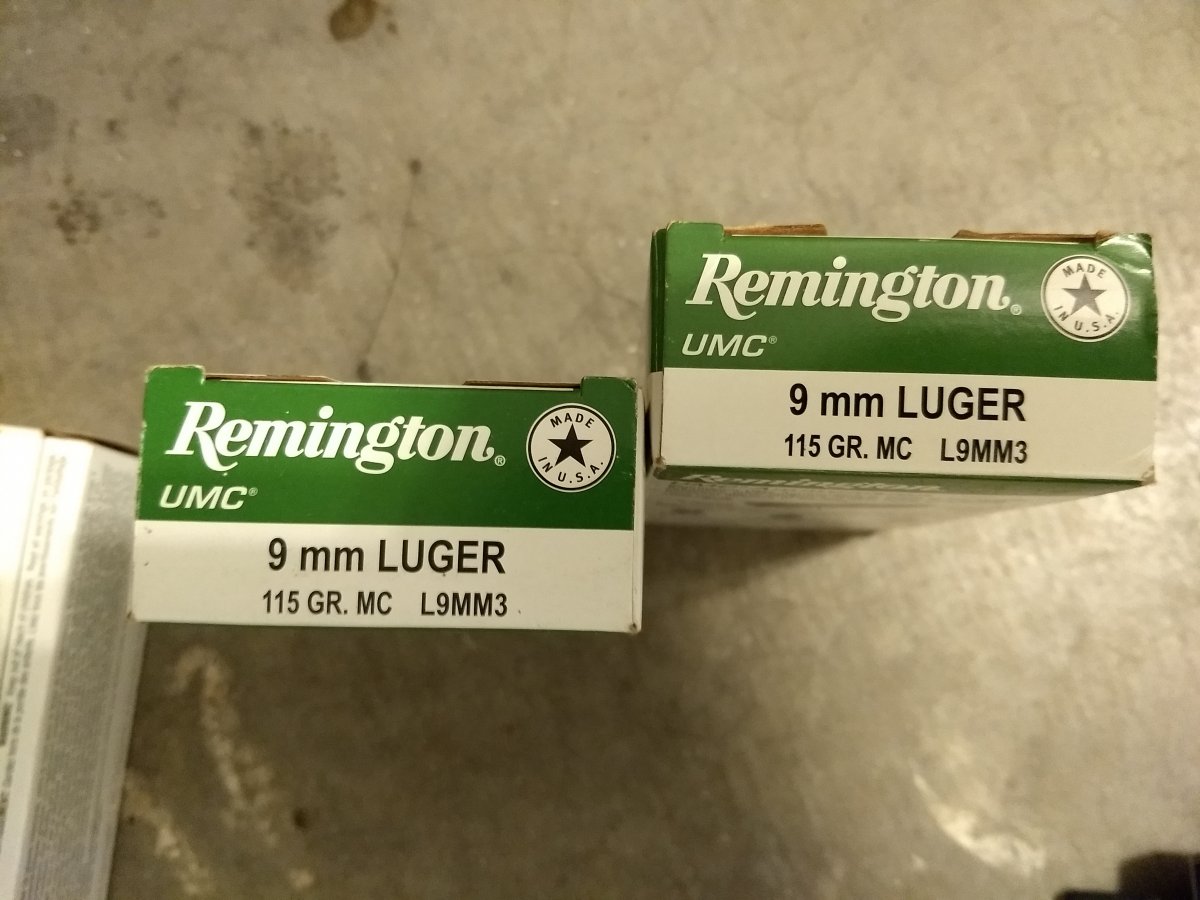 Remington®
MADE
IN U.S.A.
UMC®
9 mm LUGER
115 GR. MC L9MM3
Remington
Remington®
MADE
IN U.S.A.
UMC®
9 mm LUGER
115 GR. MC L9MM3